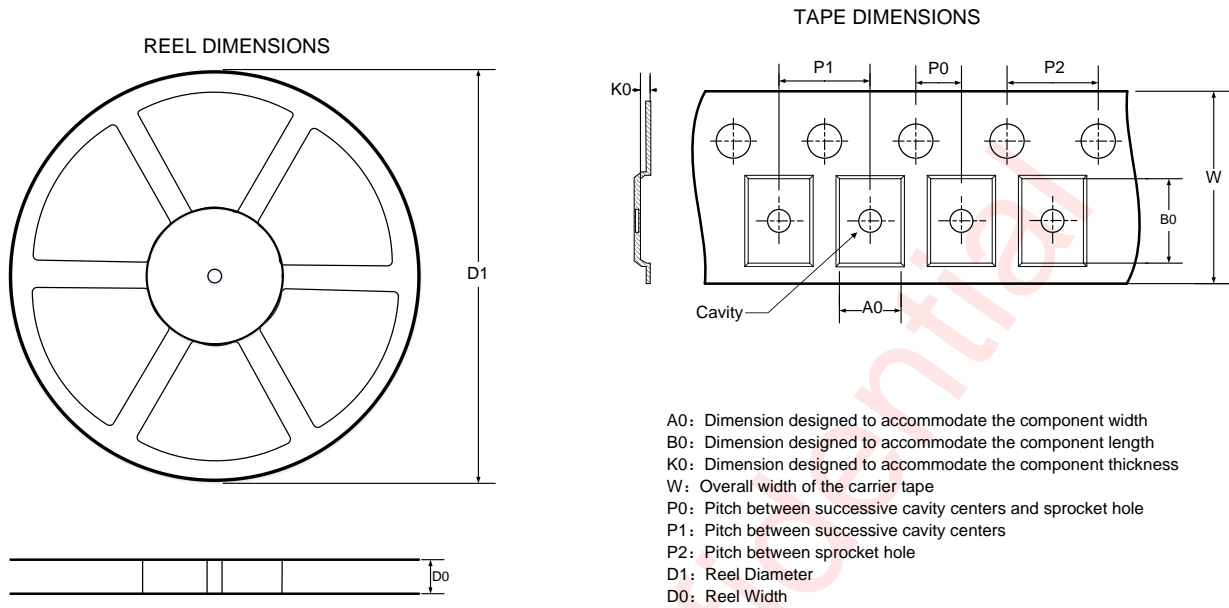 TAPE DIMENSIONS
REEL DIMENSIONS
P1
P0
P2
K0
W
B0
D1
Cavity
A0
A0：Dimension designed to accommodate the component width
B0：Dimension designed to accommodate the component length
K0：Dimension designed to accommodate the component thickness
W：Overall width of the carrier tape
P0：Pitch between successive cavity centers and sprocket hole
P1：Pitch between successive cavity centers
P2：Pitch between sprocket hole
D1：Reel Diameter
D0：Reel Width
D0
fidential